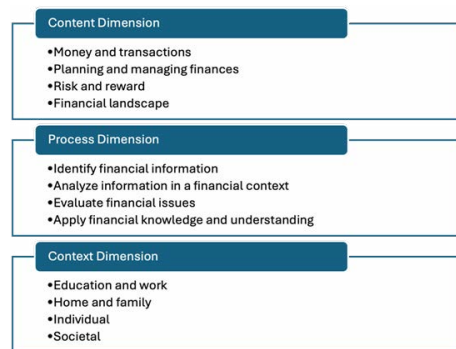 Content Dimension
•Money and transactions
•Planning and managing finances
•Risk and reward
•Financial landscape
Process Dimension
•Identify financial information
•Analyze information in a financial context
•Evaluate financial issues
•Apply financial knowledge and understanding
Context Dimension
•Education and work
•Home and family
•Individual
•Societal